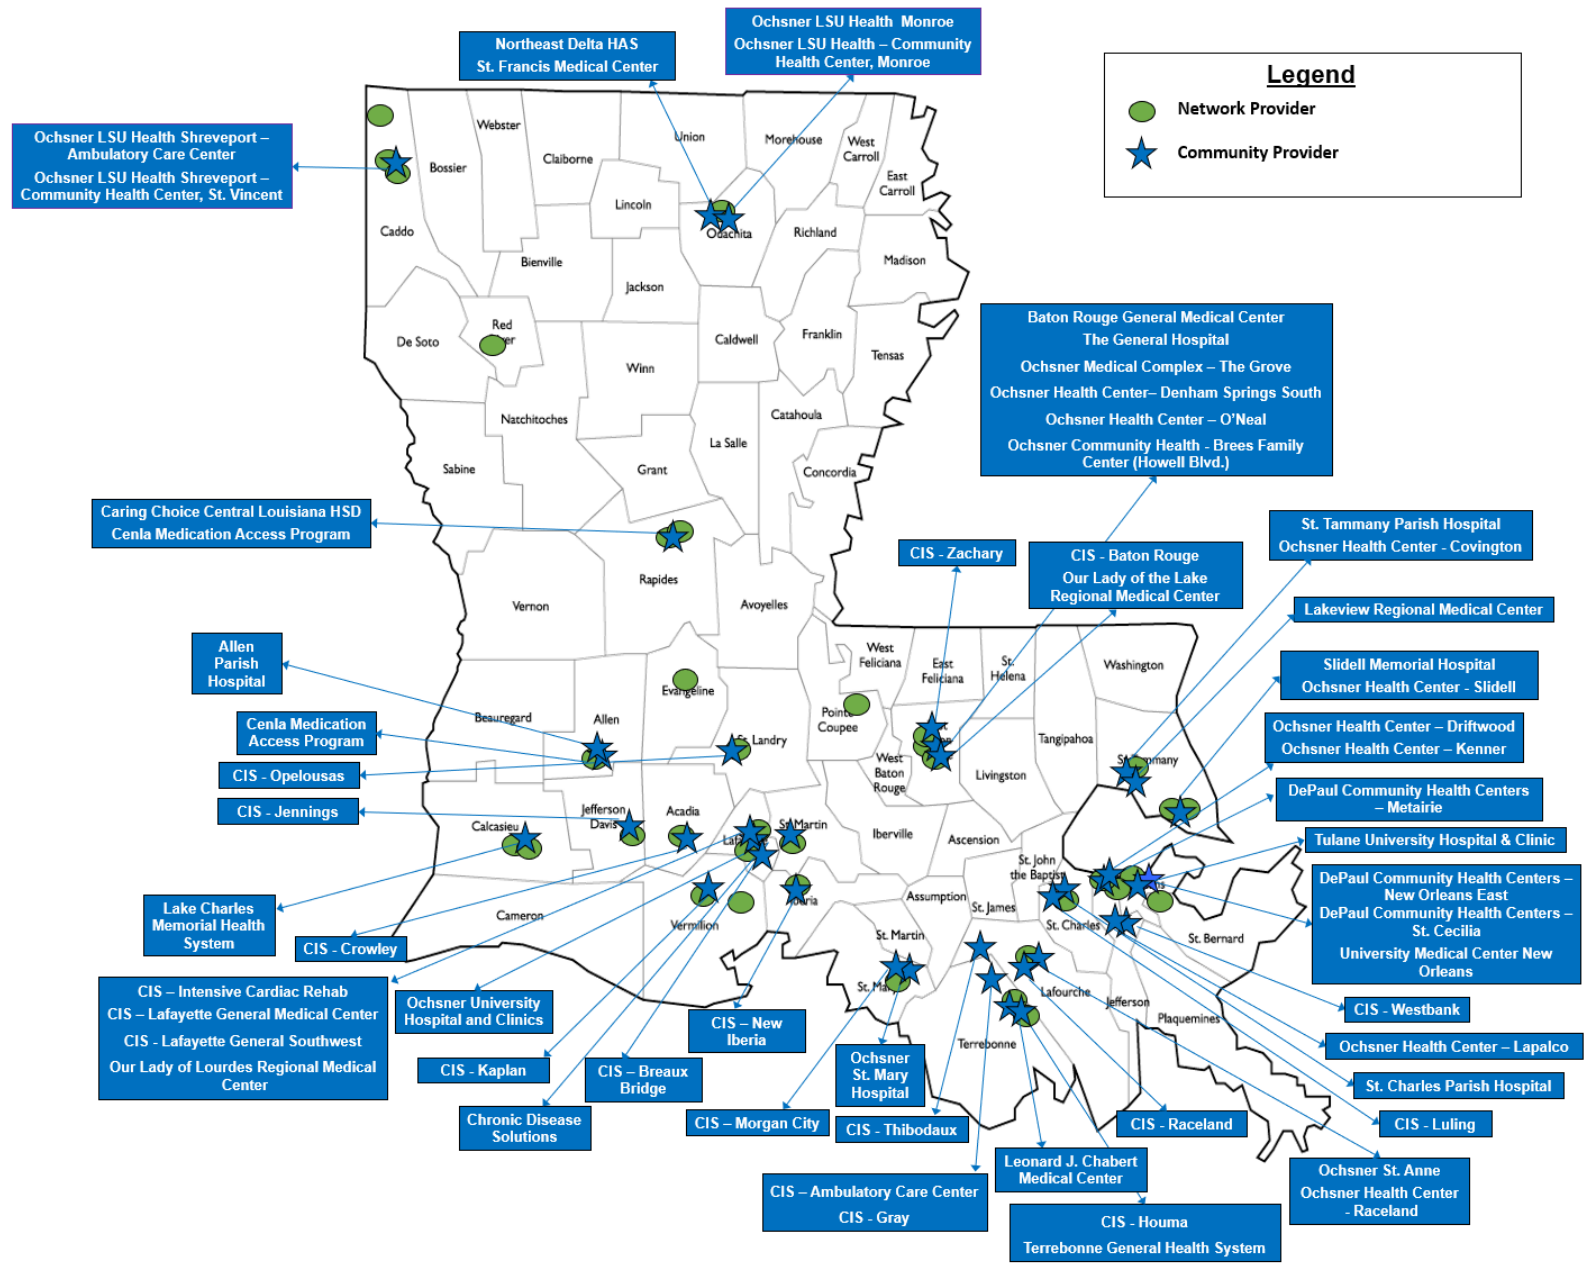 Ochsner LSU Health  Monroe
Ochsner LSU Health – Community
Health Center, Monroe
Northeast Delta HAS
St. Francis Medical Center
Legend
Network Provider
Community Provider
Ochsner LSU Health Shreveport –
Ambulatory Care Center
Ochsner LSU Health Shreveport –
Community Health Center, St. Vincent
Webster
Union
Morehouse
West
Carroll
Claiborne
Bossier
East
Carroll
Lincoln
Caddo
Ouachita
Richland
Bienville
Madison
Jackson
De Soto
Red
Caldwell
Franklin
Tensas
Winn
Natchitoches
Catahoula
La Salle
Sabine
Grant
Concordia
Baton Rouge General Medical Center
The General Hospital
Ochsner Medical Complex – The Grove
Ochsner Health Center– Denham Springs South
Ochsner Health Center – O’Neal
Ochsner Community Health - Brees Family
Center (Howell Blvd.)
Caring Choice Central Louisiana HSD
Cenla Medication Access Program
Rapides
Vernon
Avoyelles
CIS - Zachary
CIS - Baton Rouge
Our Lady of the Lake
Regional Medical Center
St. Tammany Parish Hospital
Ochsner Health Center - Covington
Lakeview Regional Medical Center
Slidell Memorial Hospital
Ochsner Health Center - Slidell
Ochsner Health Center – Driftwood
Ochsner Health Center – Kenner
DePaul Community Health Centers
– Metairie
Tulane University Hospital & Clinic
DePaul Community Health Centers –
New Orleans East
DePaul Community Health Centers –
St. Cecilia
University Medical Center New
Orleans
Allen
Parish
Hospital
Cenla Medication
Access Program
CIS - Opelousas
CIS - Jennings
West
Feliciana
East
Feliciana
St.
Helena
Washington
Evangeline
Pointe
Coupee
Beauregard
Allen
St. Landry
Tangipahoa
West
Baton
Rouge
Livingston
Calcasieu
Jefferson
Davis
Acadia
St. Martin
Iberville
Ascension
St. John
the Baptist
Cameron
Vermilion
Assumption
St. James
St. Charles
St. Bernard
St. Martin
Lafourche
Jefferson
Plaquemines
Terrebonne
Lake Charles
Memorial Health
System
CIS - Crowley
CIS – Intensive Cardiac Rehab
CIS – Lafayette General Medical Center
CIS - Lafayette General Southwest
Our Lady of Lourdes Regional Medical
Center
Ochsner University
Hospital and Clinics
CIS - Kaplan
Chronic Disease
Solutions
CIS – Breaux
Bridge
CIS – New
Iberia
CIS – Morgan City
Ochsner
St. Mary
Hospital
CIS - Thibodaux
CIS – Ambulatory Care Center
CIS - Gray
Leonard J. Chabert
Medical Center
CIS - Houma
Terrebonne General Health System
CIS - Raceland
Ochsner St. Anne
Ochsner Health Center
- Raceland
CIS - Luling
St. Charles Parish Hospital
Ochsner Health Center – Lapalco
CIS - Westbank